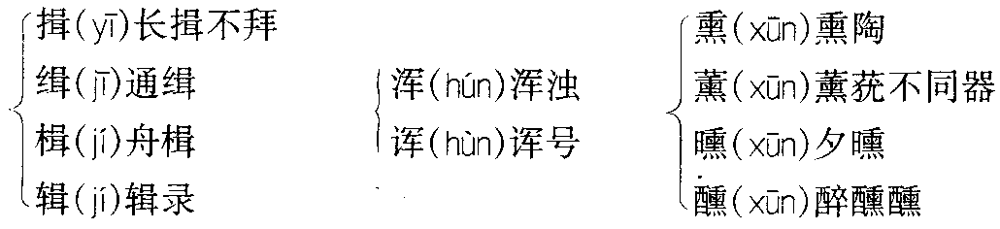 揖(yī)长揖不拜
缉(jī)通缉
楫(jí)舟楫
辑(jí)辑录
浑(hún)浑浊
诨(hùn)诨号
熏(xūn)熏陶
薰(xūn)薰莸不同器
曛(xūn)夕曛
醺(xūn)醉醺醺